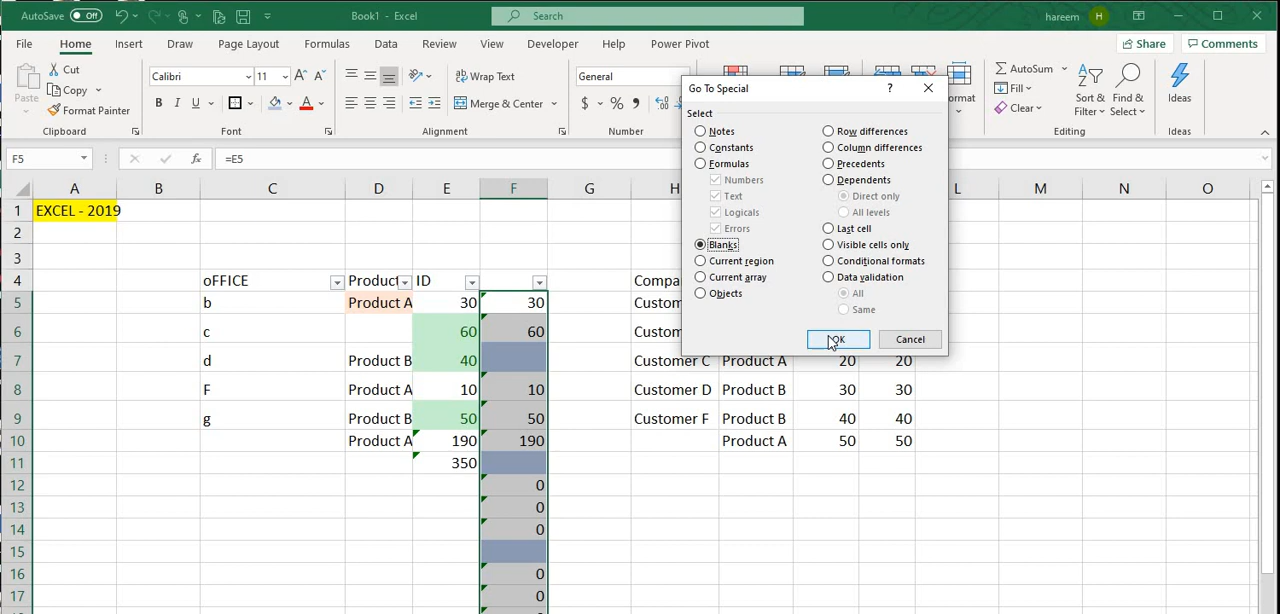 AutoSave Off Book1 - Excel Search hareem H
File Home Insert Draw Page Layout Formulas Data Review View Developer Help Power Pivot Share Comments
Paste Cut Copy Format Painter Clipboard
Calibri 11 A A B I U A Font
Wrap Text Merge & Center Alignment
General $ % , Number
ormat
AutoSum Fill Clear Sort & Filter Find & Select Editing
Ideas Ideas
F5 fx =E5
A B C D E F G H L M N O
Go To Special ? ×
Select
Notes Row differences
Constants Column differences
Formulas Precedents
Numbers Dependents
Text Direct only
Logicals All levels
Errors Last cell
Blanks Visible cells only
Current region Conditional formats
Current array Data validation
Objects All
Same
OK Cancel
1 EXCEL - 2019
2
3
4 oFFICE Product ID Compa
5 b Product A 30 30 Custom
6 c 60 60 Custom
7 d Product B 40 Customer C Product A 20 20
8 F 10 10 Customer D Product B 30 30
9 g Product B 50 50 Customer F Product B 40 40
10 Product A 190 190 Product A 50 50
11 350
12 0
13 0
14 0
15
16 0
17 0